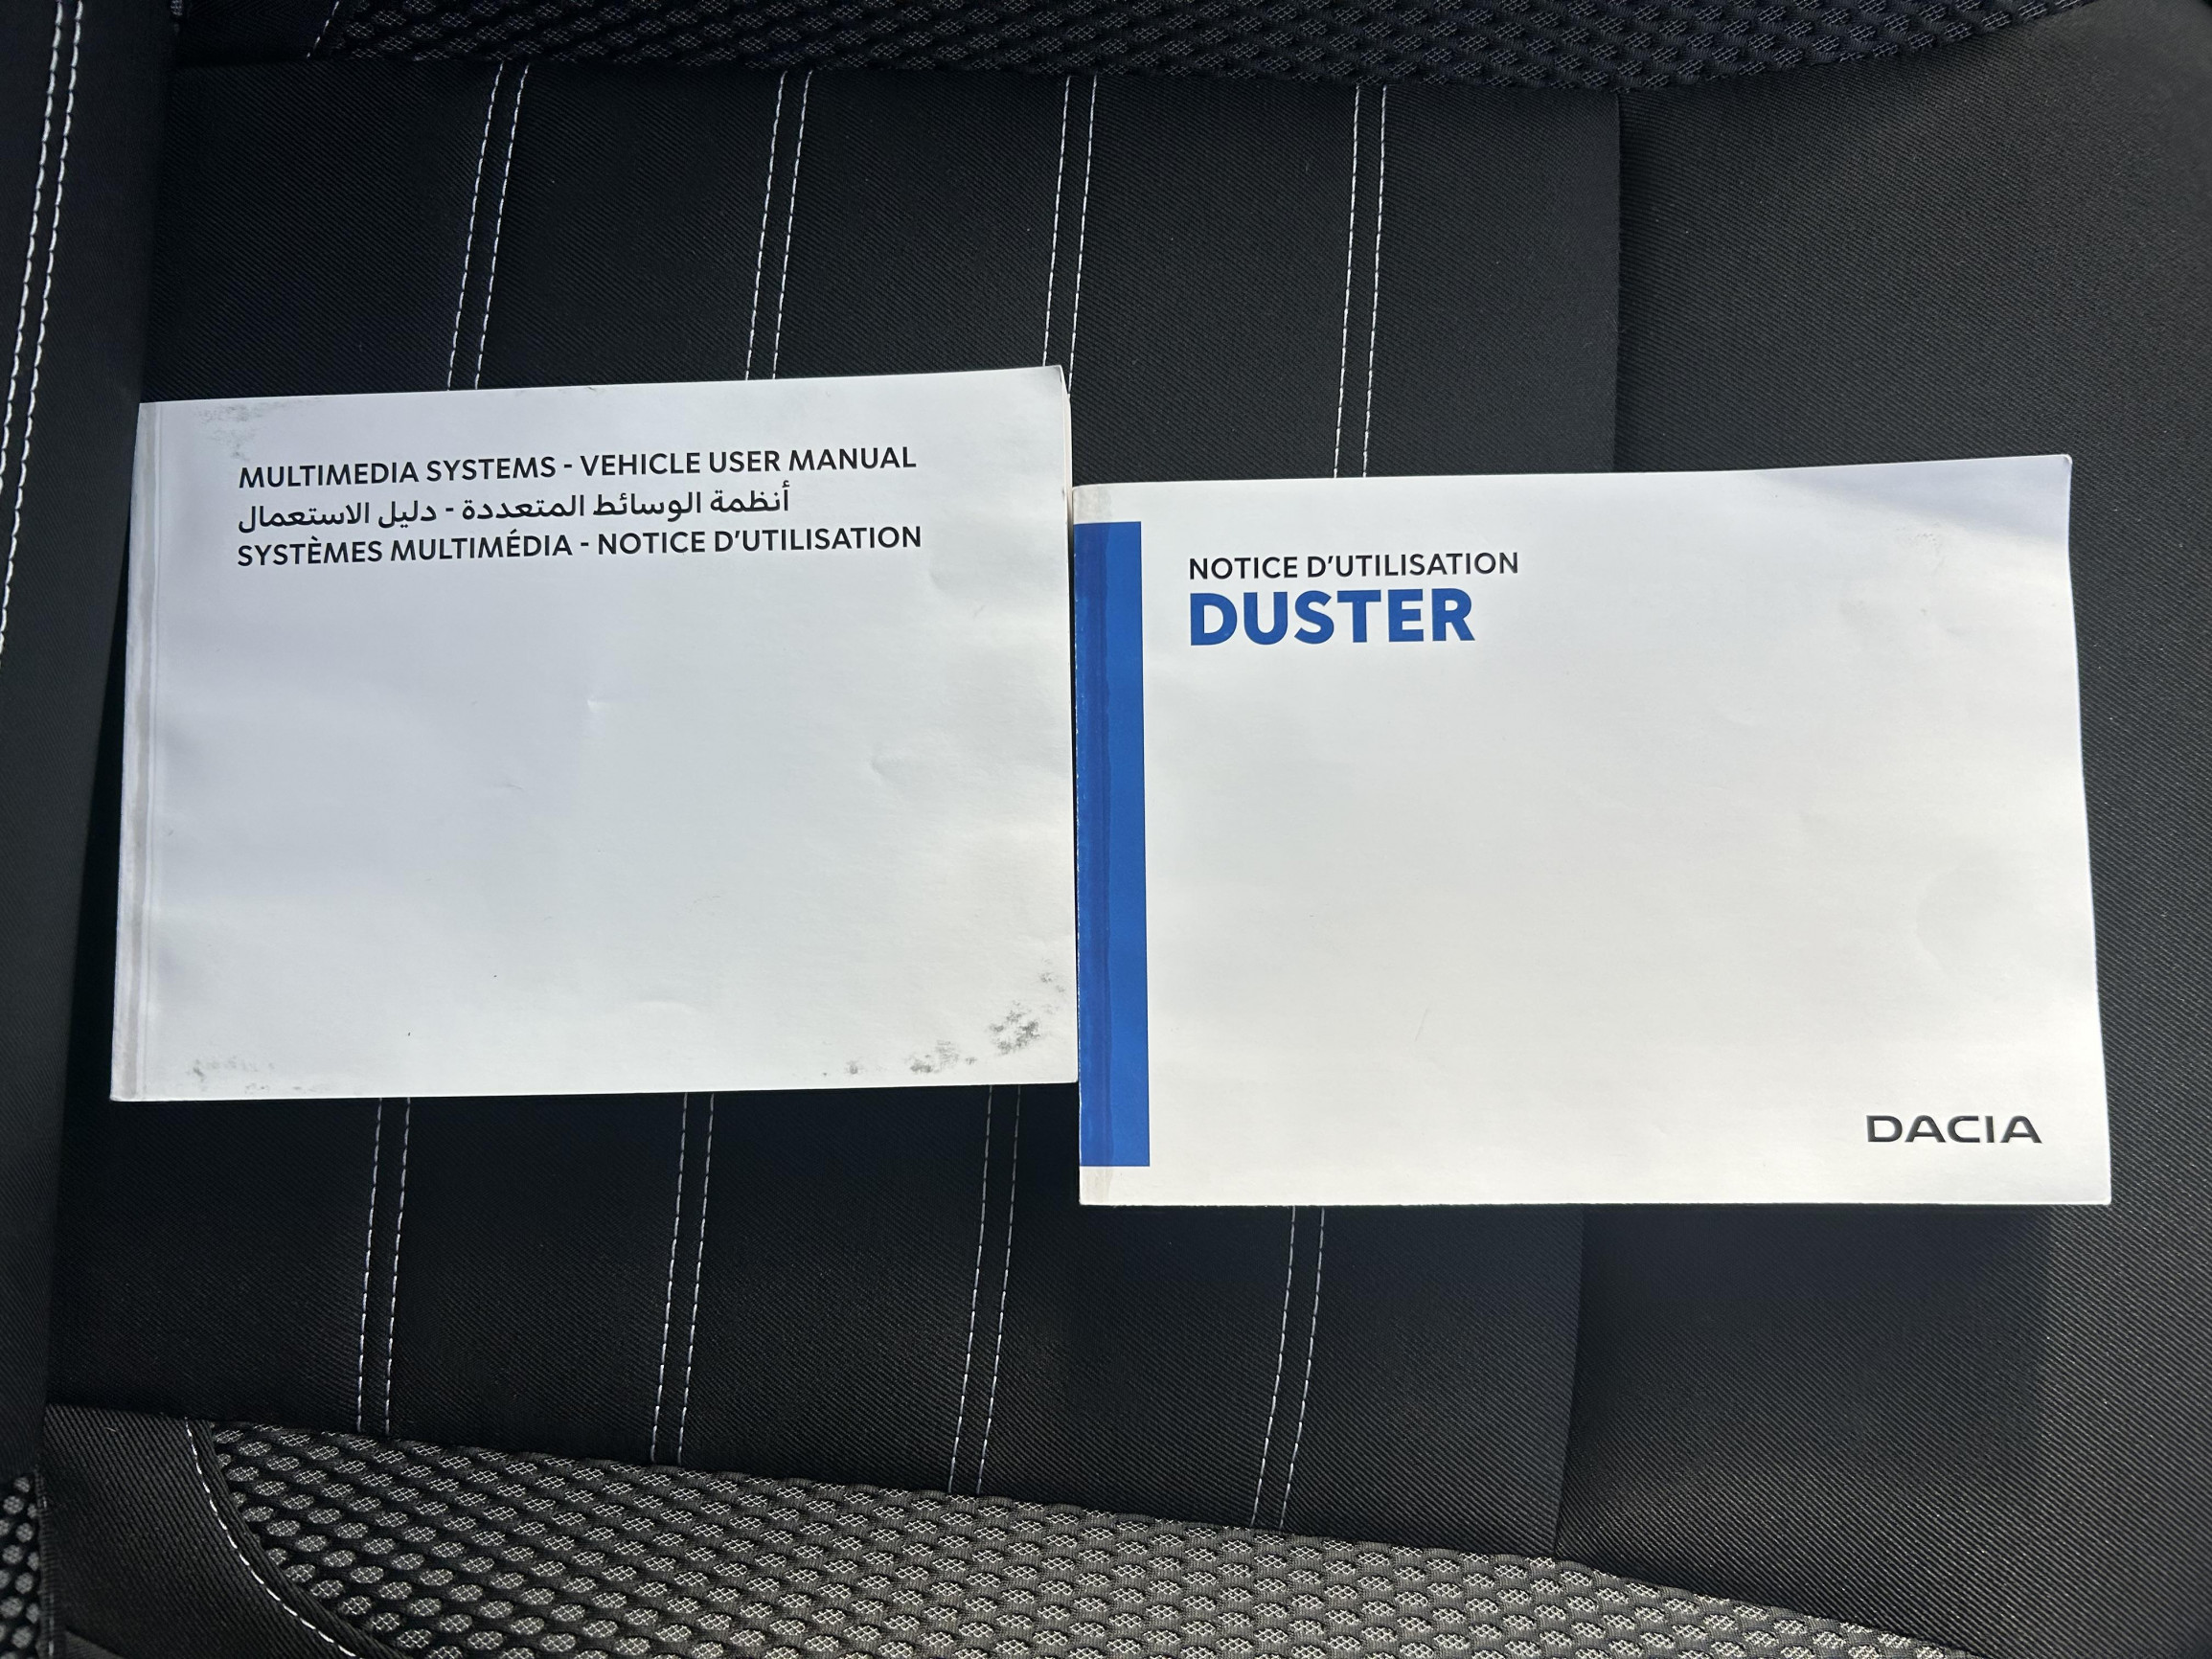 MULTIMEDIA SYSTEMS - VEHICLE USER MANUAL
أنظمة الوسائط المتعددة - دليل الاستعمال
SYSTÈMES MULTIMÉDIA - NOTICE D'UTILISATION
NOTICE D'UTILISATION
DUSTER
DACIA